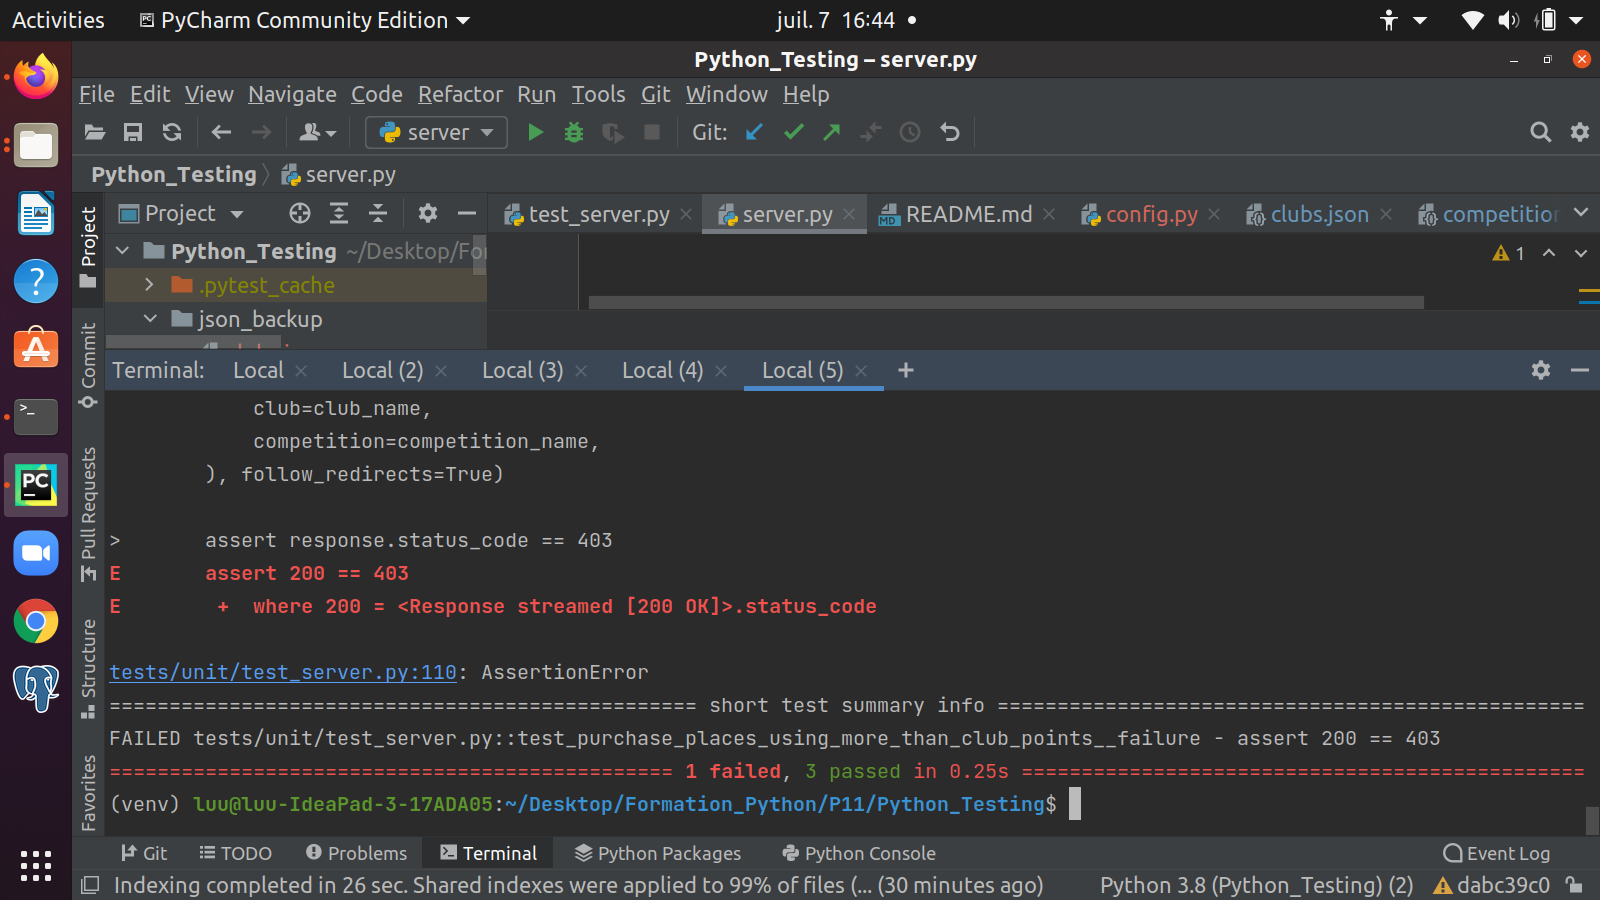 Activities PyCharm Community Edition juil. 7 16:44
Python_Testing – server.py
File Edit View Navigate Code Refactor Run Tools Git Window Help
server Git:
Python_Testing server.py
Project test_server.py server.py README.md config.py clubs.json competition
Python_Testing ~/Desktop/For 1
.pytest_cache
json_backup
Project
Commit
Pull Requests
Structure
Favorites
Terminal: Local Local (2) Local (3) Local (4) Local (5) +
club=club_name,
competition=competition_name,
), follow_redirects=True)
> assert response.status_code == 403
E assert 200 == 403
E + where 200 = <Response streamed [200 OK]>.status_code
tests/unit/test_server.py:110: AssertionError
================================================= short test summary info =================================================
FAILED tests/unit/test_server.py::test_purchase_places_using_more_than_club_points__failure - assert 200 == 403
=============================================== 1 failed, 3 passed in 0.25s ===============================================
(venv) luu@luu-IdeaPad-3-17ADA05:~/Desktop/Formation_Python/P11/Python_Testing$
Git TODO Problems Terminal Python Packages Python Console Event Log
Indexing completed in 26 sec. Shared indexes were applied to 99% of files (... (30 minutes ago) Python 3.8 (Python_Testing) (2) dabc39c0